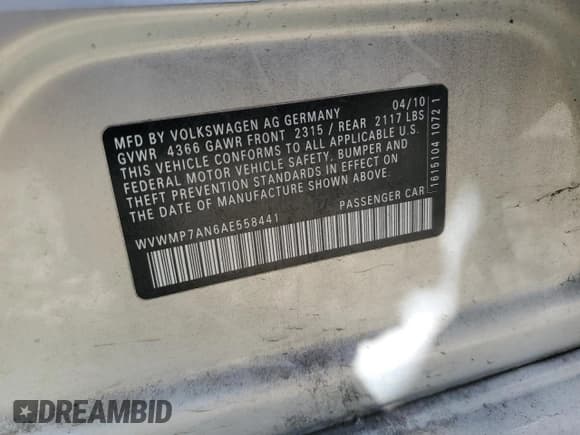 MFD BY VOLKSWAGEN AG GERMANY 04/10
GVWR 4366 GAWR FRONT 2315 / REAR 2117 LBS
THIS VEHICLE CONFORMS TO ALL APPLICABLE U.S.
FEDERAL MOTOR VEHICLE SAFETY, BUMPER AND
THEFT PREVENTION STANDARDS IN EFFECT ON
THE DATE OF MANUFACTURE SHOWN ABOVE.
WVWMP7AN6AE558441 PASSENGER CAR
1615104 1072 1
DREAMBID